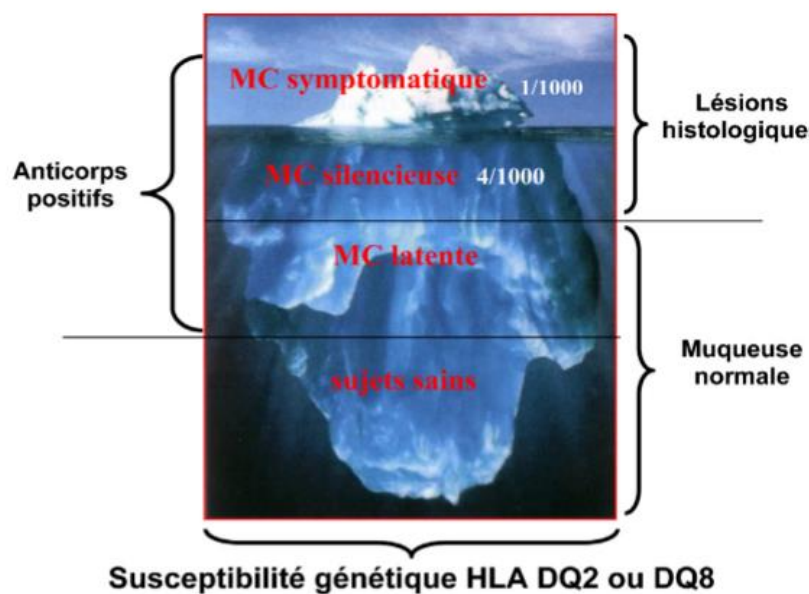 MC symptomatique 1/1000
Lésions
histologique
Anticorps
positifs
MC silencieuse 4/1000
MC latente
Muqueuse
normale
sujets sains
Susceptibilité génétique HLA DQ2 ou DQ8